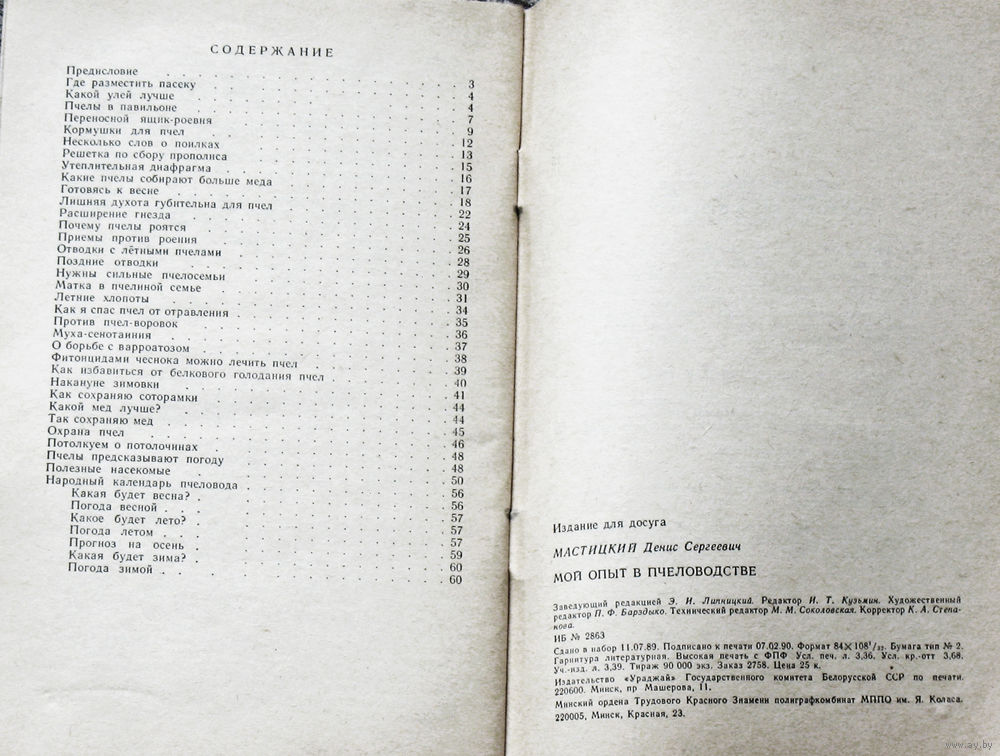 СОДЕРЖАНИЕ
Предисловие
Где разместить пасеку 3
Какой улей лучше 4
Пчелы в павильоне 4
Переносной ящик-роевня 7
Кормушки для пчел 9
Несколько слов о поилках 12
Решетка по сбору прополиса 13
Утеплительная диафрагма 15
Какие пчелы собирают больше меда 16
Готовясь к весне 17
Лишняя духота губительна для пчел 18
Расширение гнезда 22
Почему пчелы роятся 24
Приемы против роения 25
Отводки с лётными пчелами 26
Поздние отводки 28
Нужны сильные пчелосемьи 29
Матка в пчелиной семье 30
Летние хлопоты 31
Как я спас пчел от отравления 34
Против пчел-воровок 35
Муха-сенотаиния 36
О борьбе с варроатозом 37
Фитонцидами чеснока можно лечить пчел 38
Как избавиться от белкового голодания пчел 39
Накануне зимовки 40
Как сохраняю соторамки 41
Какой мед лучше? 44
Так сохраняю мед 44
Охрана пчел 45
Потолкуем о потолочинах 46
Пчелы предсказывают погоду 48
Полезные насекомые 48
Народный календарь пчеловода 50
Какая будет весна? 56
Погода весной 56
Какое будет лето? 57
Погода летом 57
Прогноз на осень 59
Какая будет зима? 60
Погода зимой 60
Издание для досуга
МАСТИЦКИЙ Денис Сергеевич
МОЙ ОПЫТ В ПЧЕЛОВОДСТВЕ
Заведующий редакцией Э. И. Липницкий. Редактор И. Т. Кузьмин. Художественный
редактор П. Ф. Барздыко. Технический редактор М. М. Соколовская. Корректор К. А. Степа-
кова.
ИБ № 2863
Сдано в набор 11.07.89. Подписано к печати 07.02.90. Формат 84×108¹/₃₂. Бумага тип № 2.
Гарнитура литературная. Высокая печать с ФПФ Усл. печ. л. 3,36. Усл. кр.-отт 3,68.
Уч.-изд. л. 3,39. Тираж 90 000 экз. Заказ 2758. Цена 25 к.
Издательство «Ураджай» Государственного комитета Белорусской ССР по печати.
220600. Минск, пр Машерова, 11.
Минский ордена Трудового Красного Знамени полиграфкомбинат МППО им. Я. Коласа.
220005, Минск, Красная, 23.
www.ay.by